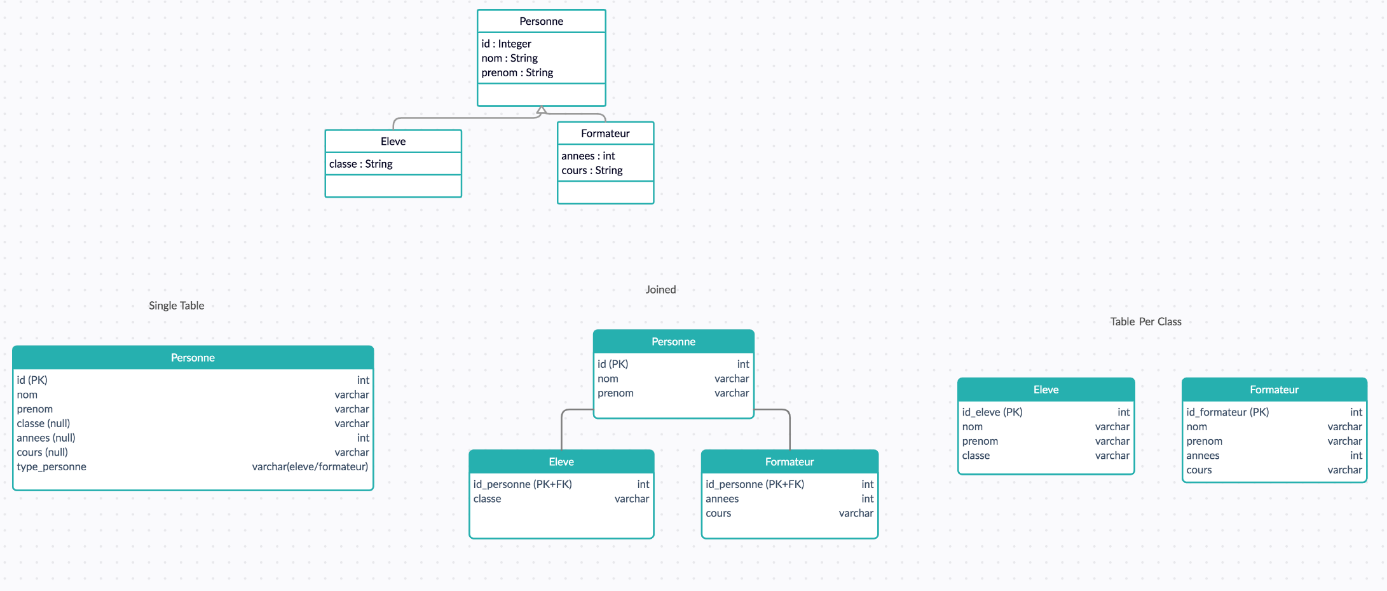 Personne
id : Integer
nom : String
prenom : String
Eleve
classe : String
Formateur
annees : int
cours : String
Single Table
Personne
id (PK) int
nom varchar
prenom varchar
classe (null) varchar
annees (null) int
cours (null) varchar
type_personne varchar(eleve/formateur)
Joined
Personne
id (PK) int
nom varchar
prenom varchar
Eleve
id_personne (PK+FK) int
classe varchar
Formateur
id_personne (PK+FK) int
annees int
cours varchar
Table Per Class
Eleve
id_eleve (PK) int
nom varchar
prenom varchar
classe varchar
Formateur
id_formateur (PK) int
nom varchar
prenom varchar
annees int
cours varchar